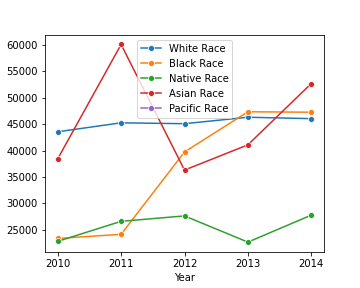 60000
55000
50000
45000
40000
35000
30000
25000
White Race
Black Race
Native Race
Asian Race
Pacific Race
2010 2011 2012 2013 2014
Year